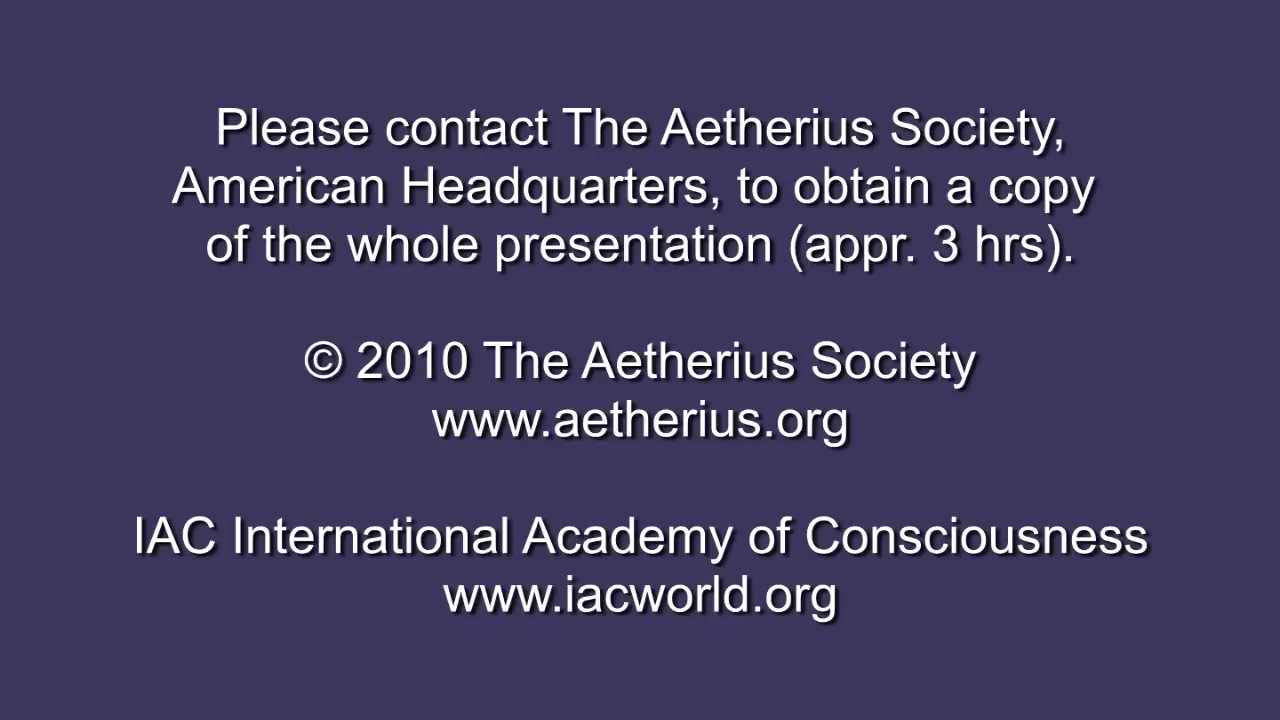 Please contact The Aetherius Society,
American Headquarters, to obtain a copy
of the whole presentation (appr. 3 hrs).
© 2010 The Aetherius Society
www.aetherius.org
IAC International Academy of Consciousness
www.iacworld.org